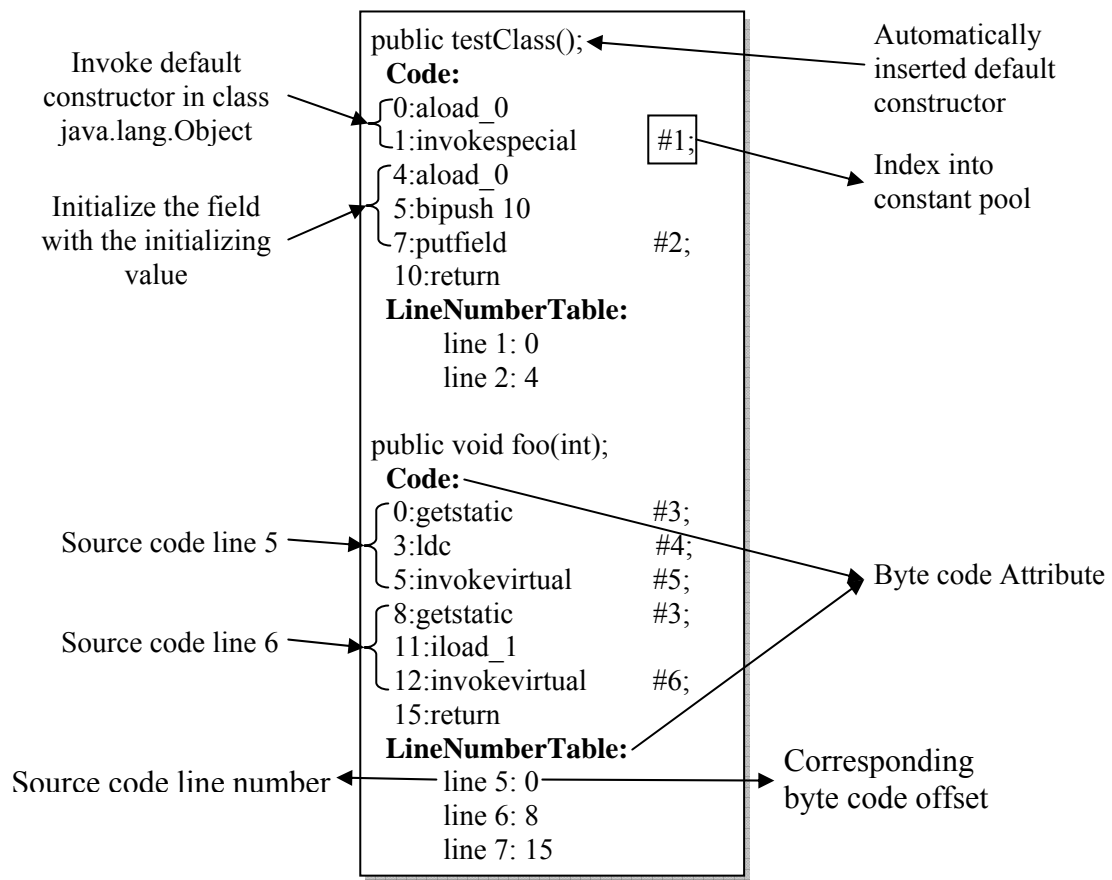 public testClass();
Code:
0:aload_0
1:invokespecial #1;
4:aload_0
5:bipush 10
7:putfield #2;
10:return
LineNumberTable:
line 1: 0
line 2: 4
public void foo(int);
Code:
0:getstatic #3;
3:ldc #4;
5:invokevirtual #5;
8:getstatic #3;
11:iload_1
12:invokevirtual #6;
15:return
LineNumberTable:
line 5: 0
line 6: 8
line 7: 15
Invoke default
constructor in class
java.lang.Object
Initialize the field
with the initializing
value
Source code line 5
Source code line 6
Source code line number
Automatically
inserted default
constructor
Index into
constant pool
Byte code Attribute
Corresponding
byte code offset